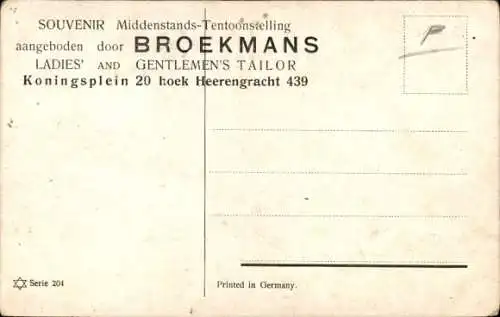 SOUVENIR Middenstands-Tentoonstelling
aangeboden door BROEKMANS
LADIES' AND GENTLEMEN'S TAILOR
Koningsplein 20 hoek Heerengracht 439
P
Serie 204
Printed in Germany.